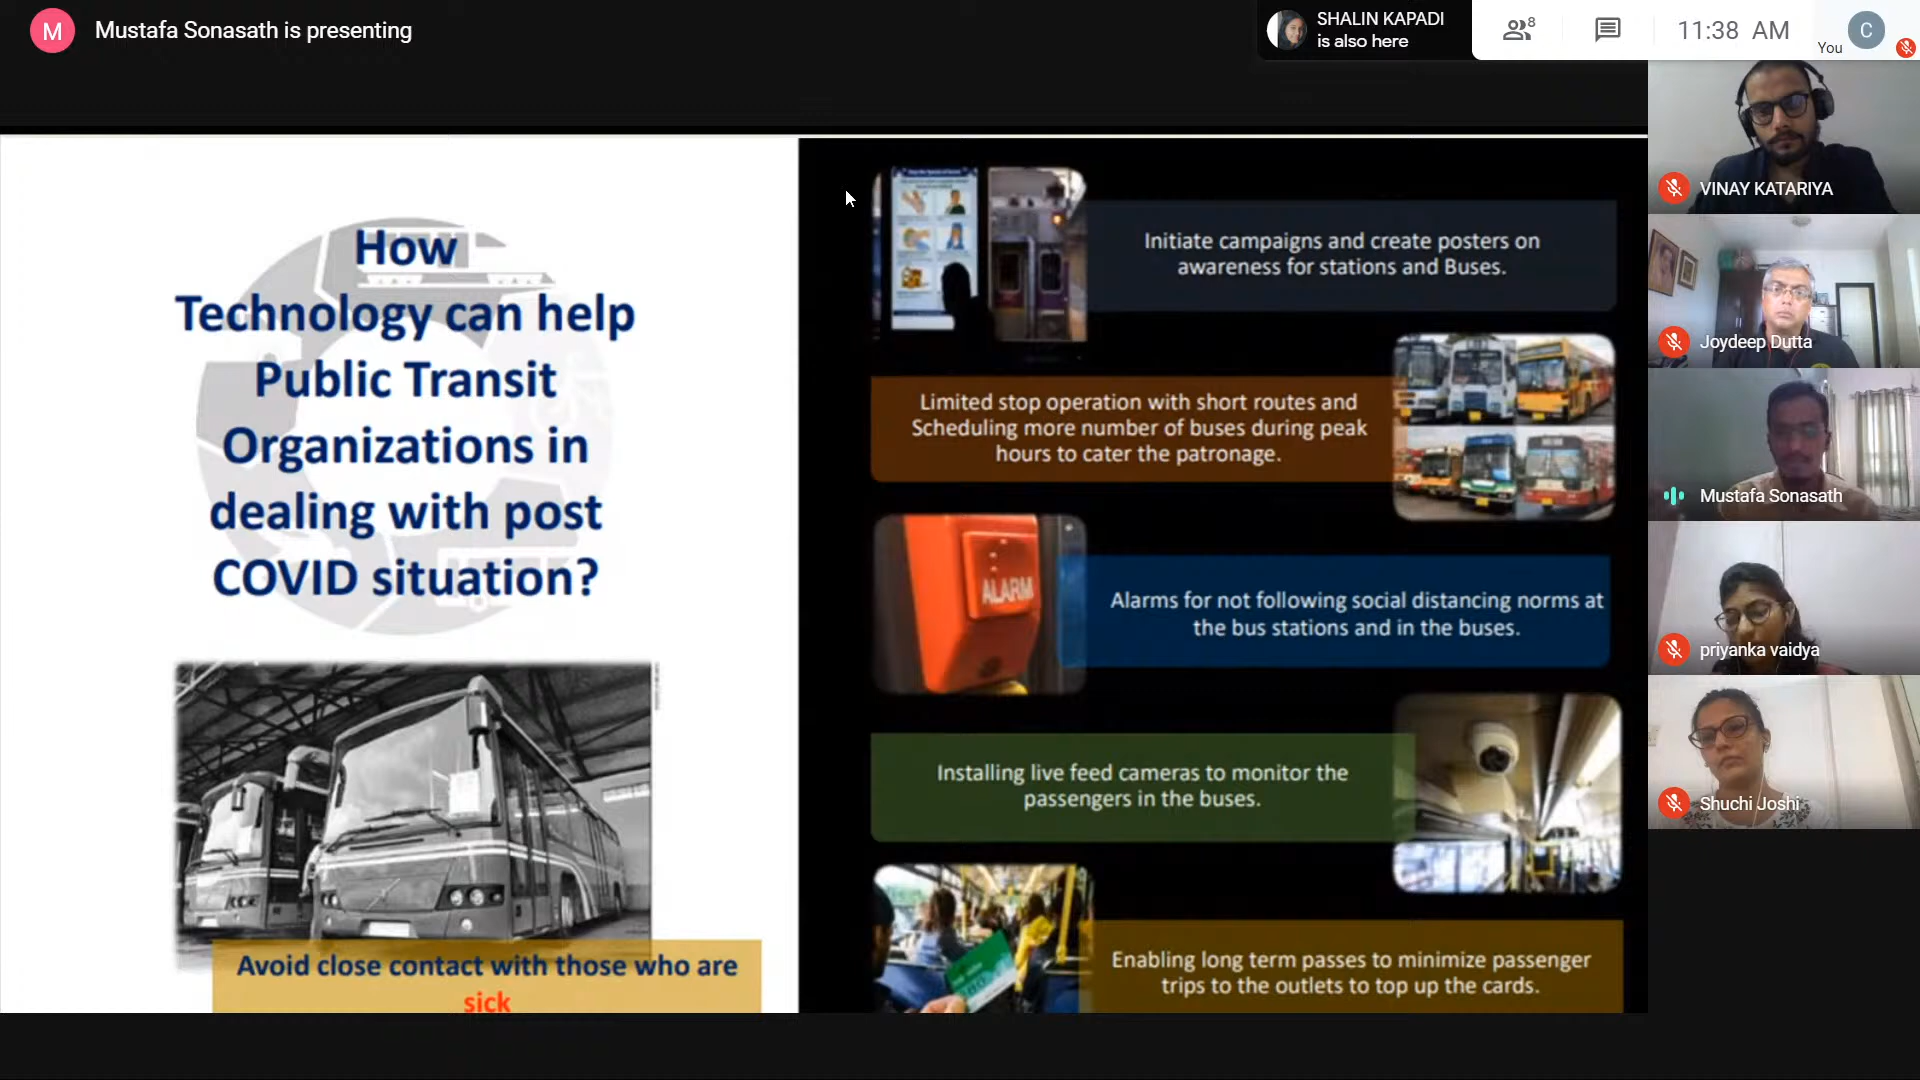 M
Mustafa Sonasath is presenting
SHALIN KAPADI
is also here
8
11:38 AM
You
C
VINAY KATARIYA
Joydeep Dutta
Mustafa Sonasath
priyanka vaidya
Shuchi Joshi
How
Technology can help
Public Transit
Organizations in
dealing with post
COVID situation?
Avoid close contact with those who are
sick
Initiate campaigns and create posters on
awareness for stations and Buses.
Limited stop operation with short routes and
Scheduling more number of buses during peak
hours to cater the patronage.
ALARM
Alarms for not following social distancing norms at
the bus stations and in the buses.
Installing live feed cameras to monitor the
passengers in the buses.
Enabling long term passes to minimize passenger
trips to the outlets to top up the cards.